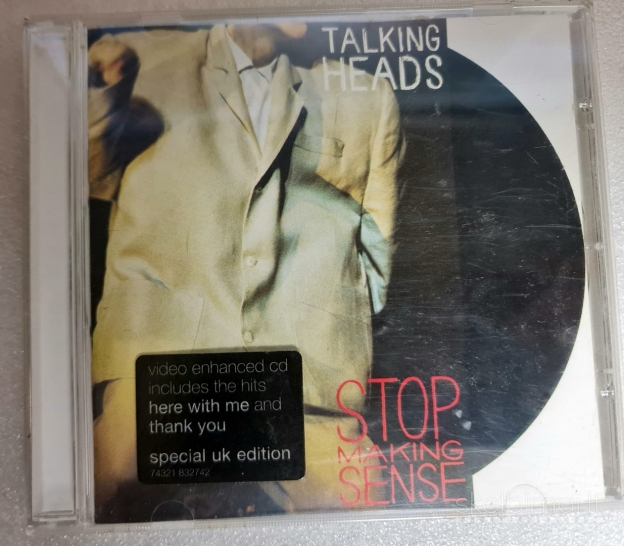 TALKING
HEADS
video enhanced cd
includes the hits
here with me and
thank you
special uk edition
74321 832742
STOP
MAKING
SENSE